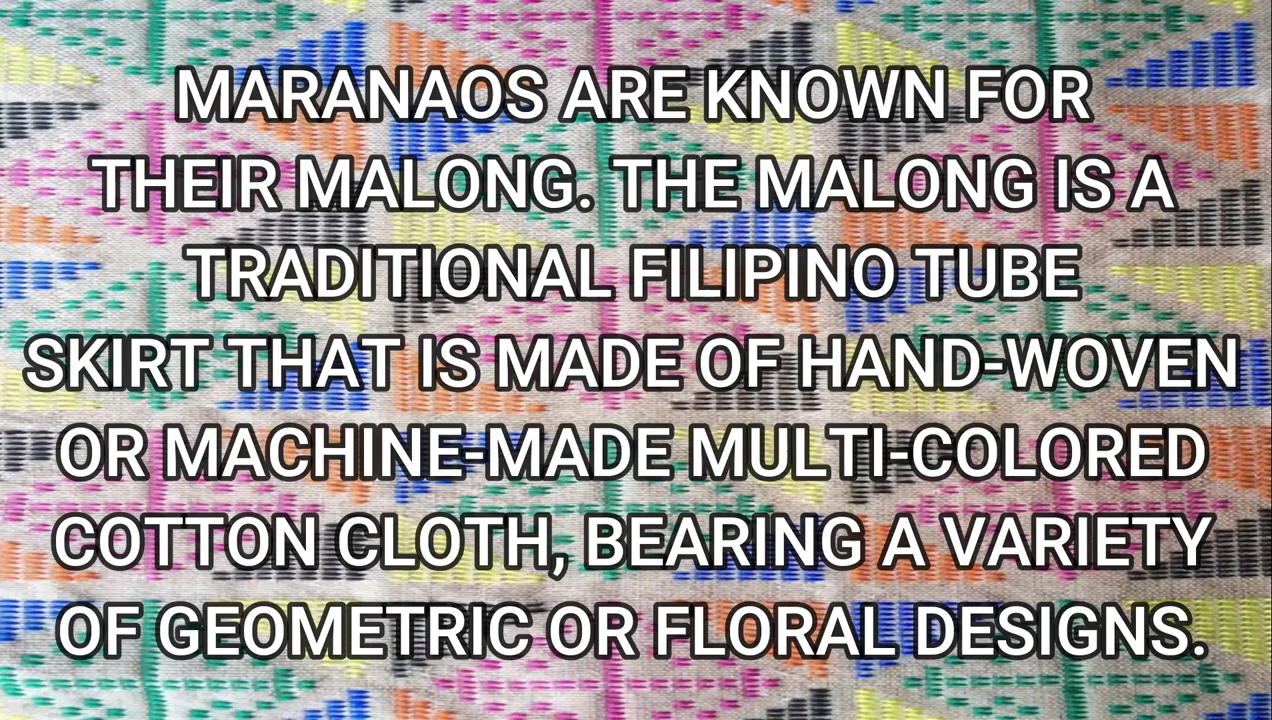 MARANAOS ARE KNOWN FOR
THEIR MALONG. THE MALONG IS A
TRADITIONAL FILIPINO TUBE
SKIRT THAT IS MADE OF HAND-WOVEN
OR MACHINE-MADE MULTI-COLORED
COTTON CLOTH, BEARING A VARIETY
OF GEOMETRIC OR FLORAL DESIGNS.